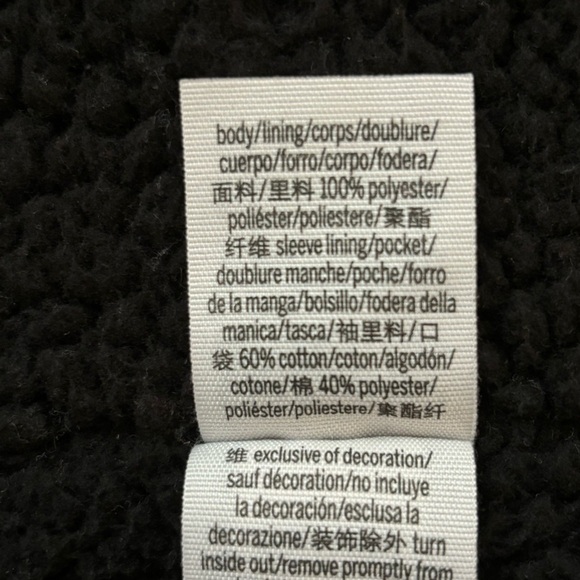 body/lining/corps/doublure/
cuerpo/forro/corpo/fodera/
面料/里料 100% polyester/
poliéster/poliestere/聚酯
纤维 sleeve lining/pocket/
doublure manche/poche/forro
de la manga/bolsillo/fodera della
manica/tasca/袖里料/口
袋 60% cotton/coton/algodón/
cotone/棉 40% polyester/
poliéster/poliestere/聚酯纤
维 exclusive of decoration/
sauf décoration/no incluye
la decoración/esclusa la
decorazione/装饰除外 turn
inside out/remove promptly from